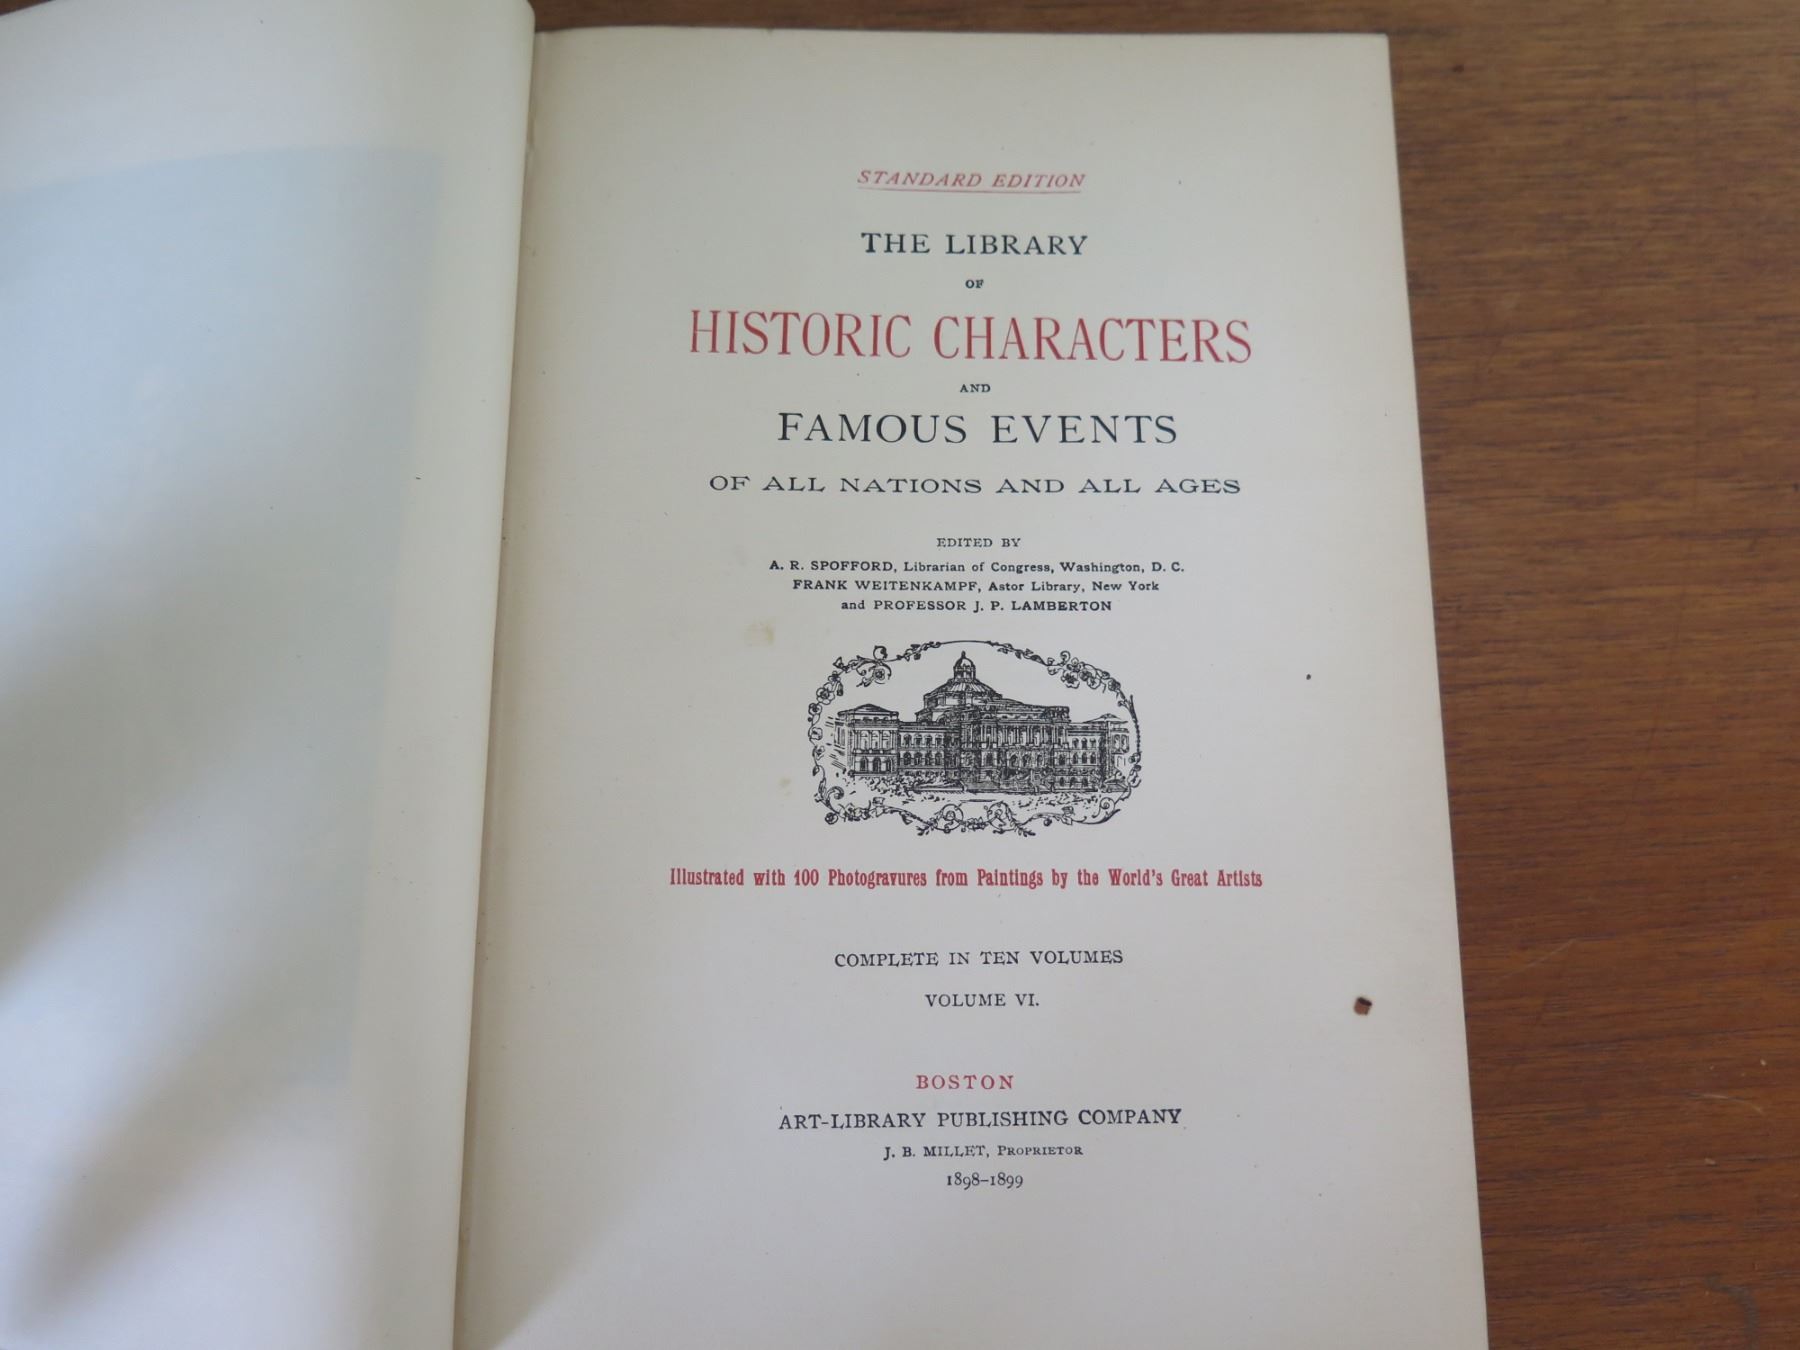 STANDARD EDITION
THE LIBRARY
OF
HISTORIC CHARACTERS
AND
FAMOUS EVENTS
OF ALL NATIONS AND ALL AGES
EDITED BY
A. R. SPOFFORD, Librarian of Congress, Washington, D. C.
FRANK WEITENKAMPF, Astor Library, New York
and PROFESSOR J. P. LAMBERTON
Illustrated with 100 Photogravures from Paintings by the World's Great Artists
COMPLETE IN TEN VOLUMES
VOLUME VI.
BOSTON
ART-LIBRARY PUBLISHING COMPANY
J. B. MILLET, PROPRIETOR
1898–1899